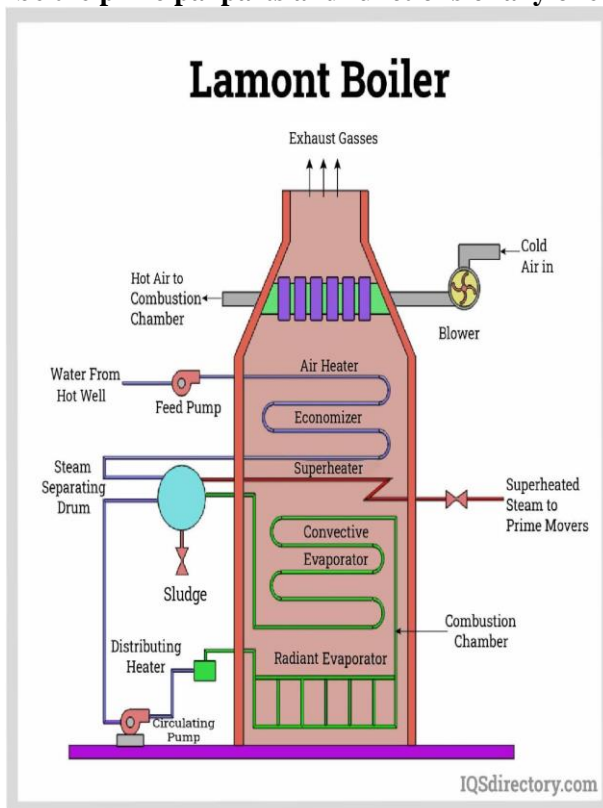 Lamont Boiler
Exhaust Gasses
Cold
Air in
Hot Air to
Combustion
Chamber
Blower
Water From
Hot Well
Feed Pump
Air Heater
Economizer
Superheater
Steam
Separating
Drum
Superheated
Steam to
Prime Movers
Convective
Evaporator
Sludge
Combustion
Chamber
Distributing
Heater
Radiant Evaporator
Circulating
Pump
IQSdirectory.com